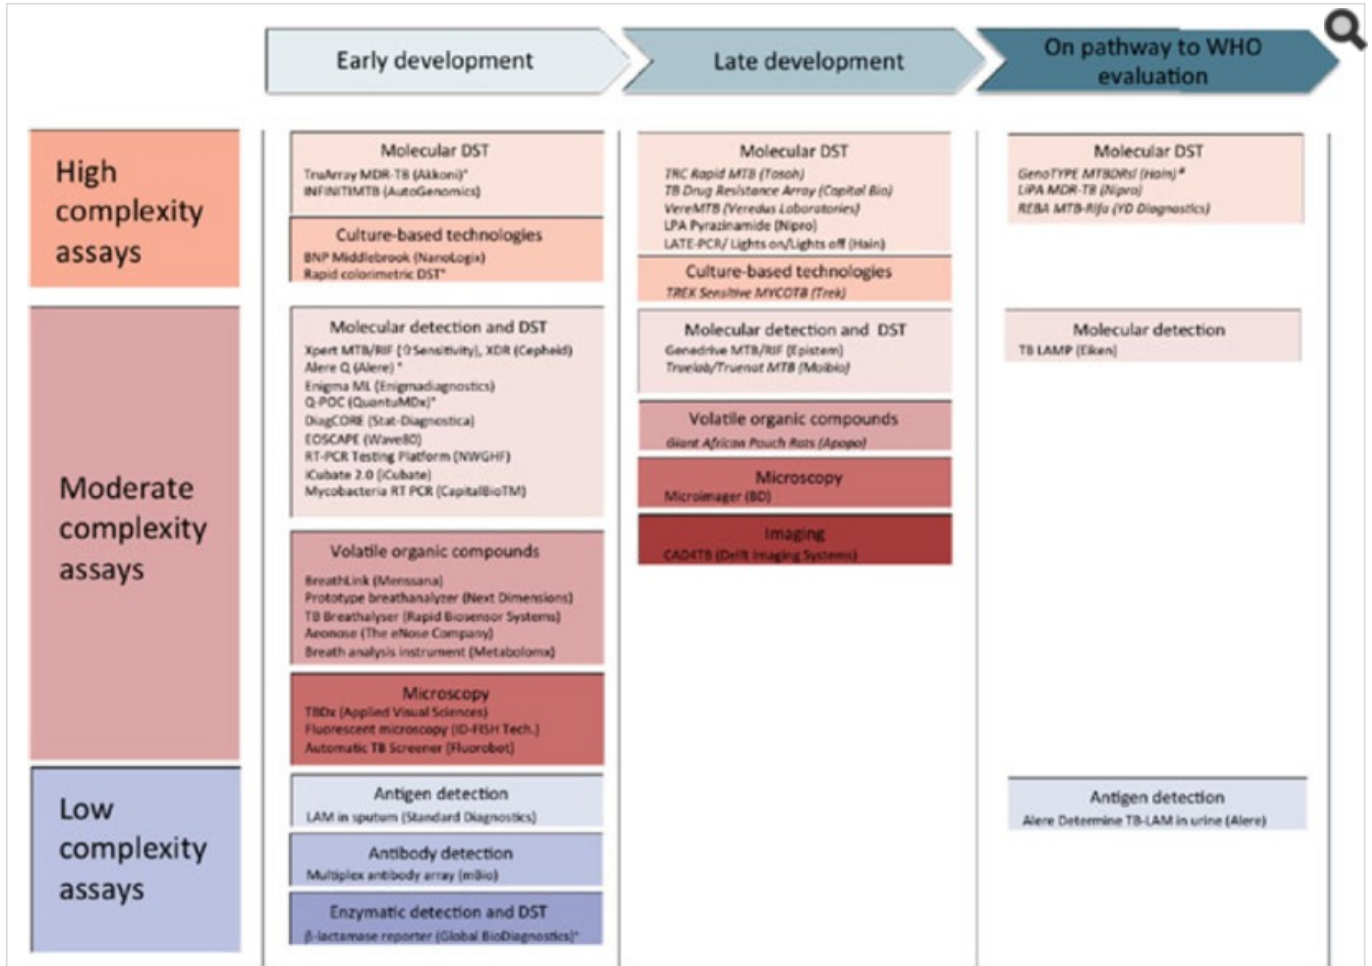 Early development
Late development
On pathway to WHO
evaluation
High
complexity
assays
Molecular DST
TruArray MDR-TB (Akkoni)*
INFINITIMTB (AutoGenomics)
Culture-based technologies
BNP Middlebrook (NanoLogix)
Rapid colorimetric DST*
Molecular DST
TRC Rapid MTB (Tosoh)
TB Drug Resistance Array (Capital Bio)
VereMTB (Veredus Laboratories)
LPA Pyrazinamide (Nipro)
LATE-PCR/ Lights on/Lights off (Hain)
Culture-based technologies
TREK Sensitive MYCOTB (Trek)
Molecular DST
GenoTYPE MTBDRsl (Hain)#
LiPA MDR-TB (Nipro)
REBA MTB-Rifa (YD Diagnostics)
Moderate
complexity
assays
Molecular detection and DST
Xpert MTB/RIF (⇧Sensitivity), XDR (Cepheid)
Alere Q (Alere) *
Enigma ML (Enigmadiagnostics)
Q-POC (QuantuMDx)*
DiagCORE (Stat-Diagnostica)
EOSCAPE (Wave80)
RT-PCR Testing Platform (NWGHF)
iCubate 2.0 (iCubate)
Mycobacteria RT PCR (CapitalBioTM)
Volatile organic compounds
BreathLink (Menssana)
Prototype breathanalyzer (Next Dimensions)
TB Breathalyser (Rapid Biosensor Systems)
Aeonose (The eNose Company)
Breath analysis instrument (Metabolomx)
Microscopy
TBDx (Applied Visual Sciences)
Fluorescent microscopy (ID-FISH Tech.)
Automatic TB Screener (Fluorobot)
Molecular detection and DST
Genedrive MTB/RIF (Epistem)
Truelab/Truenat MTB (Molbio)
Volatile organic compounds
Giant African Pouch Rats (Apopo)
Microscopy
Microimager (BD)
Imaging
CAD4TB (Delft Imaging Systems)
Molecular detection
TB LAMP (Eiken)
Low
complexity
assays
Antigen detection
LAM in sputum (Standard Diagnostics)
Antibody detection
Multiplex antibody array (mBio)
Enzymatic detection and DST
β-lactamase reporter (Global BioDiagnostics)*
Antigen detection
Alere Determine TB-LAM in urine (Alere)